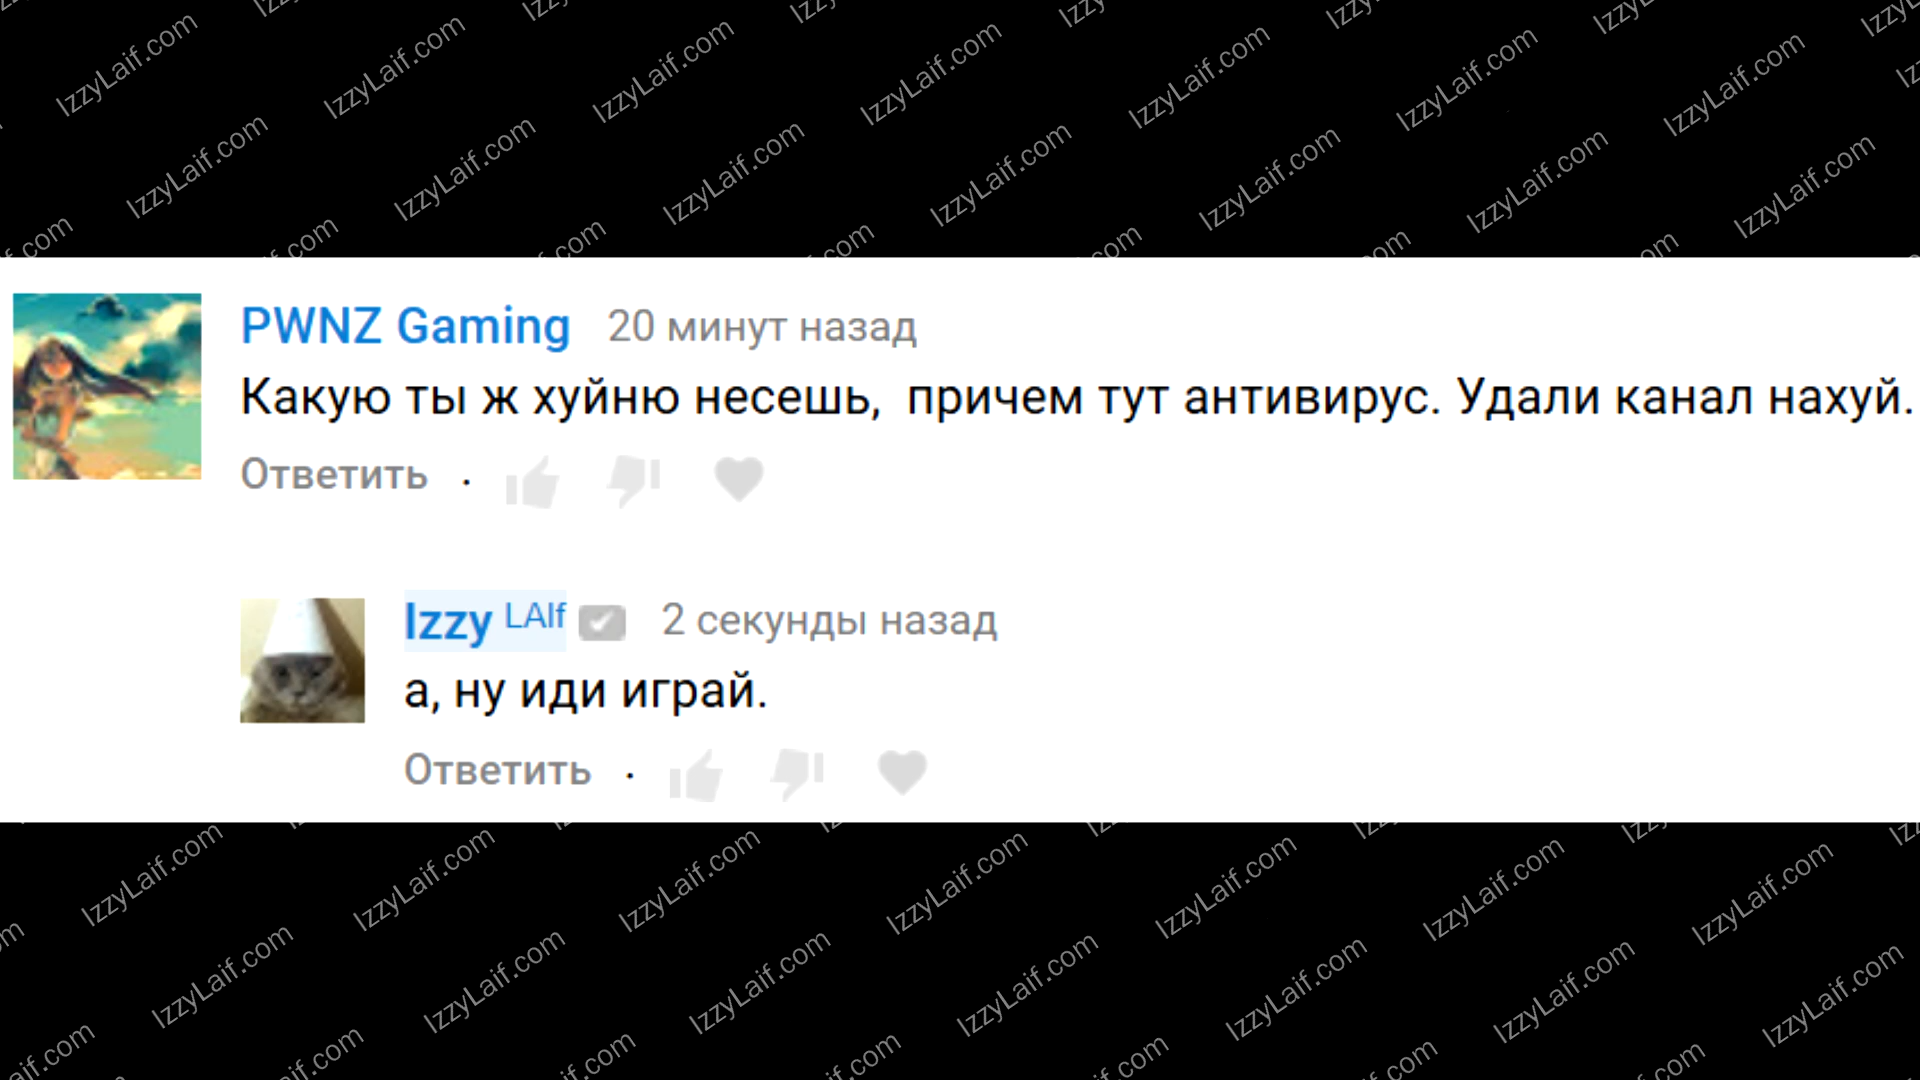 PWNZ Gaming 20 минут назад
Какую ты ж хуйню несешь, причем тут антивирус. Удали канал нахуй.
Ответить
Izzy LAIf 2 секунды назад
а, ну иди играй.
Ответить
IzzyLaif.com